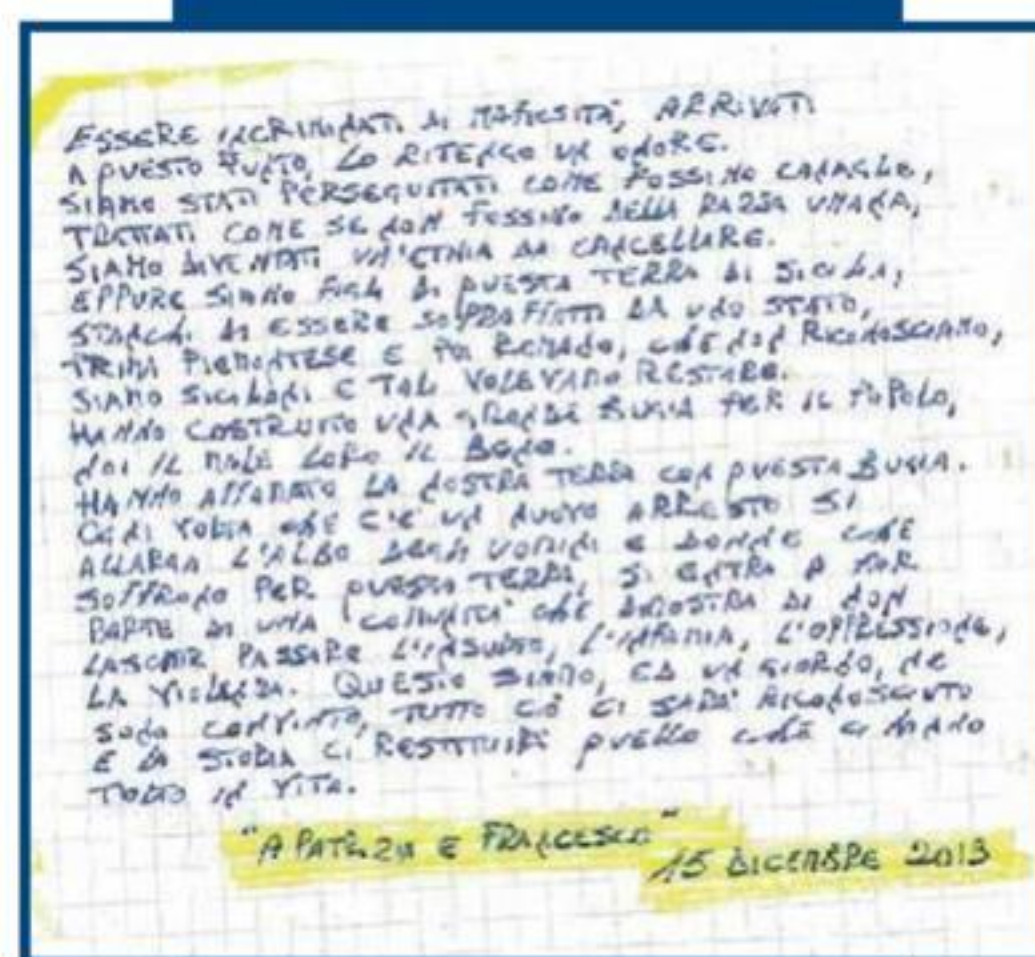 ESSERE INCRIMINATI DI MAFIOSITÀ, ARRIVATI
A QUESTO PUNTO, LO RITENGO UN ONORE.
SIAMO STATI PERSEGUITATI COME FOSSIMO CANAGLIE,
TRATTATI COME SE NON FOSSIMO DELLA RAZZA UMANA,
SIAMO DIVENTATI UN'ETNIA DA CANCELLARE.
EPPURE SIAMO FIGLI DI QUESTA TERRA DI SICILIA,
STANCHI DI ESSERE SOPRAFFATTI DA UNO STATO,
PRIMA PIEMONTESE E POI ROMANO, CHE NON RICONOSCIAMO,
SIAMO SICILIANI E TALI VOLEVAMO RESTARE.
HANNO COSTRUITO UNA GRANDE BUGIA PER IL POPOLO,
NOI IL MALE LORO IL BENE.
HANNO AFFAMATO LA NOSTRA TERRA CON QUESTA BUGIA.
OGNI VOLTA CHE C'È UN NUOVO ARRESTO SI
ALLARGA L'ALBO DEGLI UOMINI E DONNE CHE
SOFFRONO PER QUESTA TERRA, SI ENTRA A FAR
PARTE DI UNA COMUNITÀ CHE DIMOSTRA DI NON
LASCIAR PASSARE L'INSULTO, L'INFAMIA, L'OPPRESSIONE,
LA VIOLENZA. QUESTO SIAMO, ED UN GIORNO, NE
SONO CONVINTO, TUTTO CIÒ CI SARÀ RICONOSCIUTO
E LA STORIA CI RESTITUIRÀ QUELLO CHE CI HANNO
TOLTO IN VITA.
"A PATRIZIA E FRANCESCO"
15 DICEMBRE 2013